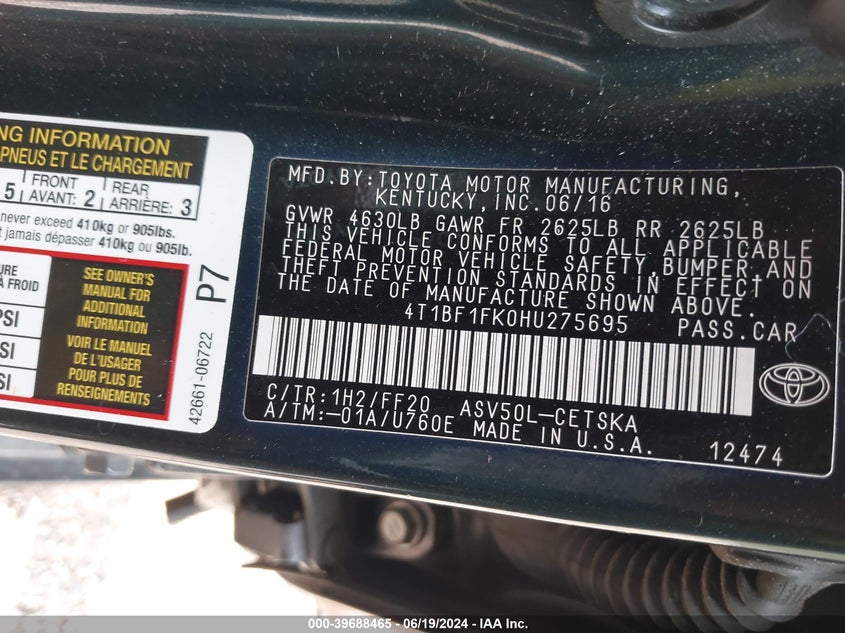 NG INFORMATION
PNEUS ET LE CHARGEMENT
5 FRONT AVANT: 2 REAR ARRIÈRE: 3
never exceed 410kg or 905lbs.
t jamais dépasser 410kg ou 905lb.
URE
À FROID
PSI
SI
SI
SEE OWNER'S
MANUAL FOR
ADDITIONAL
INFORMATION
VOIR LE MANUEL
DE L'USAGER
POUR PLUS DE
RENSEIGNEMENTS
P7
42661-06722
MFD.BY:TOYOTA MOTOR MANUFACTURING,
KENTUCKY,INC.06/16
GVWR 4630LB GAWR FR 2625LB RR 2625LB
THIS VEHICLE CONFORMS TO ALL APPLICABLE
FEDERAL MOTOR VEHICLE SAFETY,BUMPER,AND
THEFT PREVENTION STANDARDS IN EFFECT ON
THE DATE OF MANUFACTURE SHOWN ABOVE.
4T1BF1FK0HU275695 PASS.CAR
C/TR:1H2/FF20 ASV50L-CETSKA
A/TM:-01A/U760E MADE IN U.S.A.
12474
000-39688465 - 06/19/2024 - IAA Inc.